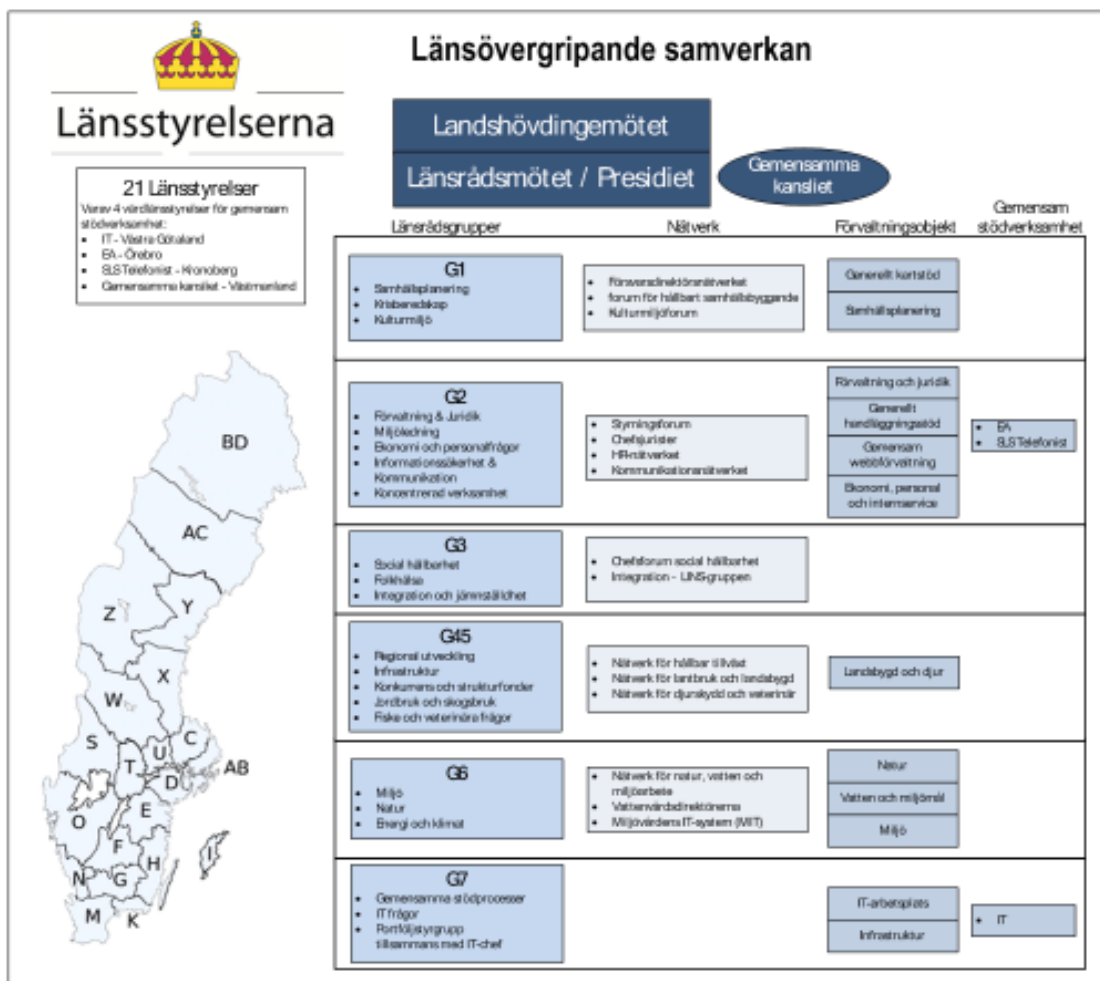 Länsövergripande samverkan
Länsstyrelserna
Landshövdingemötet
Länsrådsmötet / Presidiet
Gemensamma
kansliet
21 Länsstyrelser
Varav 4 värdlänsstyrelser för gemensam
stödverksamhet:
• IT - Västra Götaland
• EA - Örebro
• SLS Telefonist - Kronoberg
• Gemensamma kansliet - Västmanland
Länsrådsgrupper
Nätverk
Förvaltningsobjekt
Gemensam
stödverksamhet
G1
• Samhällsplanering
• Krisberedskap
• Kulturmiljö
• Försvarsdirektörsnätverket
• forum för hållbart samhällsbyggande
• Kulturmiljöforum
Generellt kartstöd
Samhällsplanering
G2
• Förvaltning & Juridik
• Miljöledning
• Ekonomi och personalfrågor
• Informationssäkerhet &
Kommunikation
• Koncentrerad verksamhet
• Styrningsforum
• Chefsjurister
• HR-nätverket
• Kommunikationsnätverket
Förvaltning och juridik
Generellt
handläggningsstöd
Gemensam
webbförvaltning
Ekonomi, personal
och internservice
• EA
• SLS Telefonist
G3
• Social hållbarhet
• Folkhälsa
• Integration och jämnställdhet
• Chefsforum social hållbarhet
• Integration - LINS-gruppen
G45
• Regional utveckling
• Infrastruktur
• Konkurrens och strukturfonder
• Jordbruk och skogsbruk
• Fiske och veterinära frågor
• Nätverk för hållbar tillväxt
• Nätverk för lantbruk och landsbygd
• Nätverk för djurskydd och veterinär
Landsbygd och djur
G6
• Miljö
• Natur
• Energi och klimat
• Nätverk för natur, vatten och
miljöarbete
• Vattenvårdsdirektörerna
• Miljövårdens IT-system (MIT)
Natur
Vatten och miljömål
Miljö
G7
• Gemensamma stödprocesser
• IT frågor
• Portföljstyrgrupp
tillsammans med IT-chef
IT-arbetsplats
Infrastruktur
• IT
BD
AC
Z
Y
X
W
S
U
C
T
D
AB
O
E
F
H
I
N
G
M
K